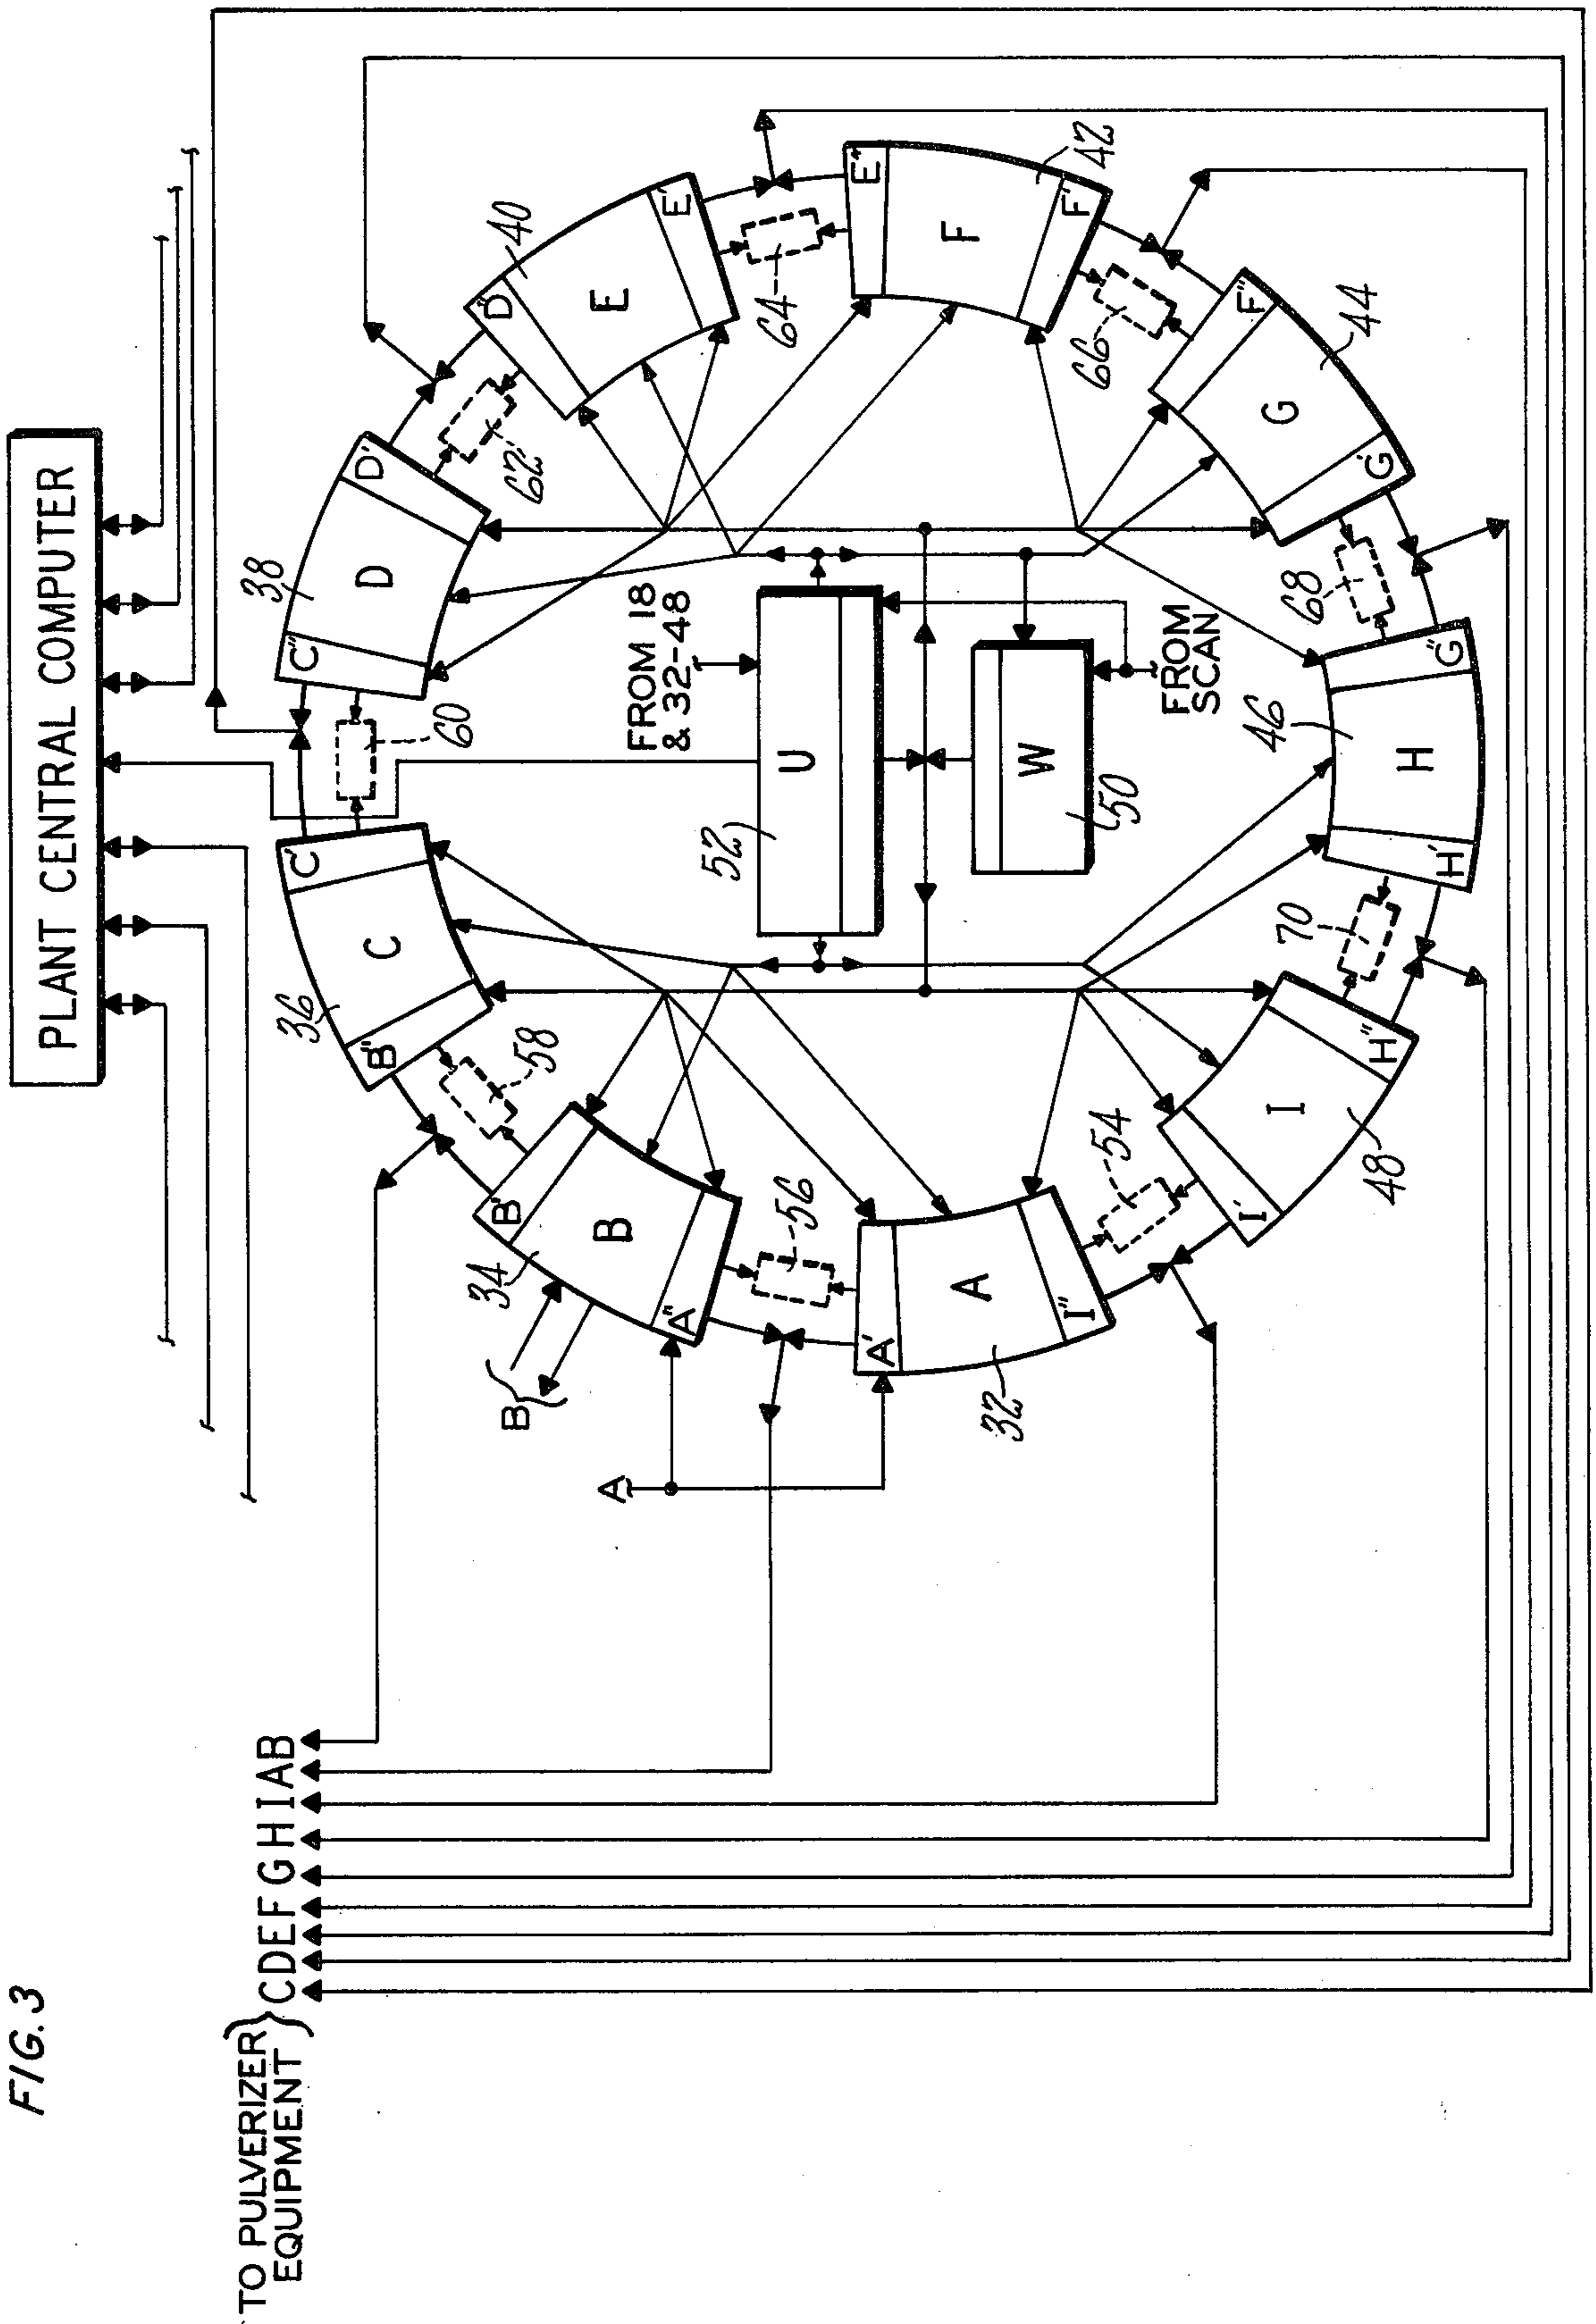 FIG.3
PLANT CENTRAL COMPUTER
TO PULVERIZER
EQUIPMENT
C D E F G H I A B
A
B
A'
A
I"
32
B'
B
A"
34
C'
C
B"
36
D'
D
C"
38
D"
E
E'
40
E"
F
F'
42
F"
G
G'
44
G"
H
H'
46
H"
I
I'
48
U
52
W
50
FROM 18
& 32-48
FROM
SCAN
54
56
58
60
62
64
66
68
70